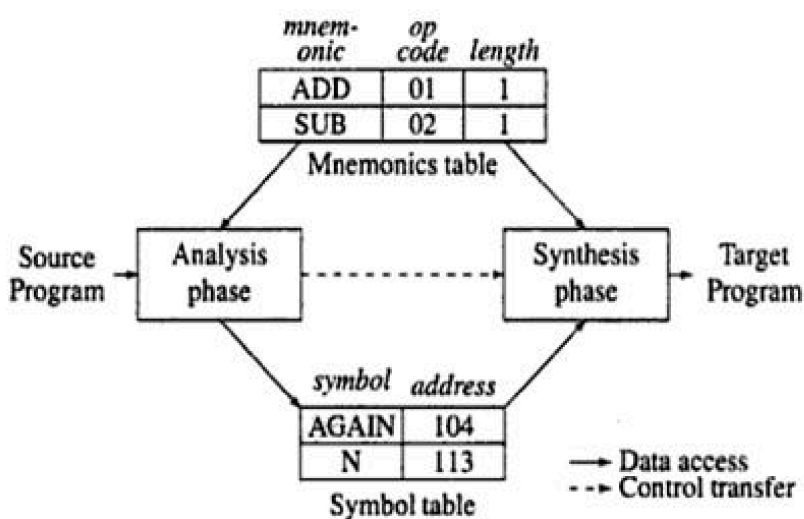 mnem-
onic
op
code
length
ADD 01 1
SUB 02 1
Mnemonics table
Source
Program
Analysis
phase
Synthesis
phase
Target
Program
symbol address
AGAIN 104
N 113
Symbol table
Data access
Control transfer